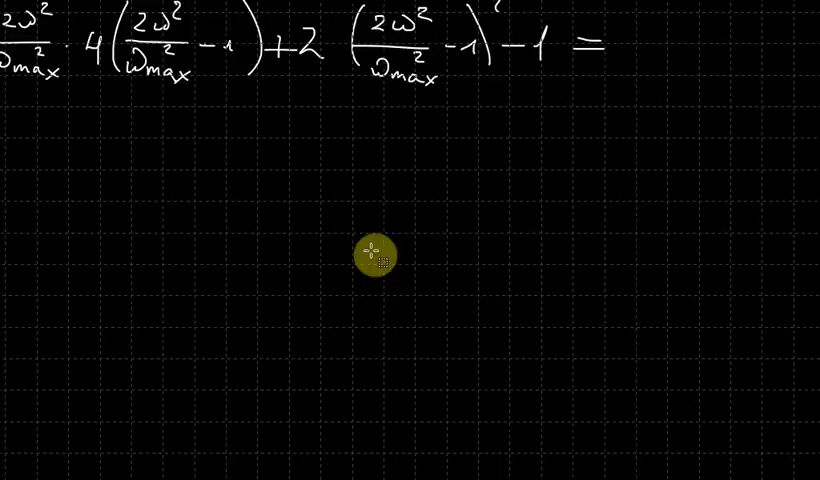 2ω²/ω²max · 4(2ω²/ω²max - 1) + 2 (2ω²/ω²max - 1)² - 1 =